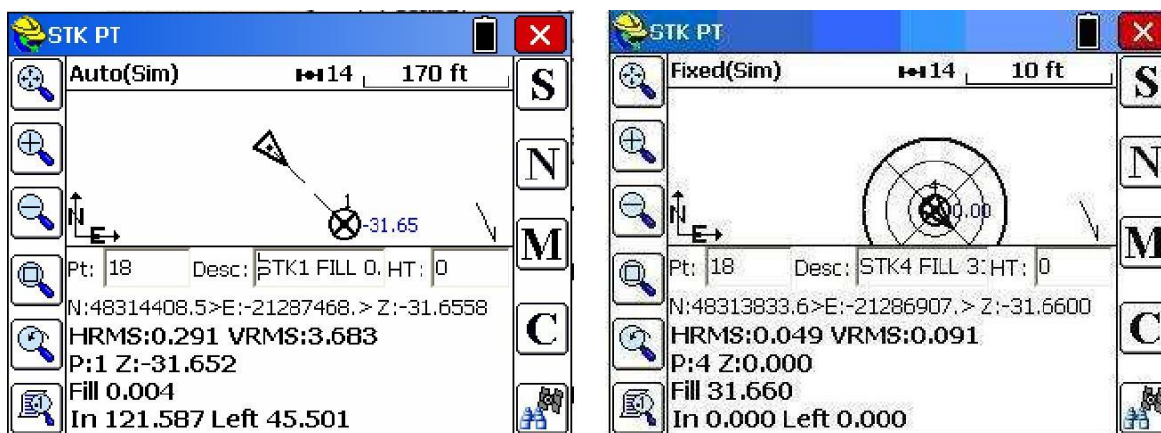 STK PT
Auto(Sim) 14 170 ft
S
N
M
C
1
-31.65
N
E
Pt: 18 Desc: STK1 FILL 0. HT: 0
N:48314408.5>E:-21287468.> Z:-31.6558
HRMS:0.291 VRMS:3.683
P:1 Z:-31.652
Fill 0.004
In 121.587 Left 45.501
STK PT
Fixed(Sim) 14 10 ft
S
N
M
C
4
N
E
Pt: 18 Desc: STK4 FILL 3: HT: 0
N:48313833.6>E:-21286907.> Z:-31.6600
HRMS:0.049 VRMS:0.091
P:4 Z:0.000
Fill 31.660
In 0.000 Left 0.000